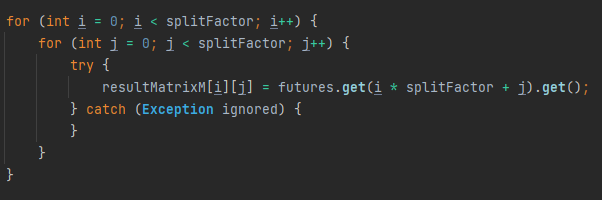 for (int i = 0; i < splitFactor; i++) {
    for (int j = 0; j < splitFactor; j++) {
        try {
            resultMatrixM[i][j] = futures.get(i * splitFactor + j).get();
        } catch (Exception ignored) {
        }
    }
}